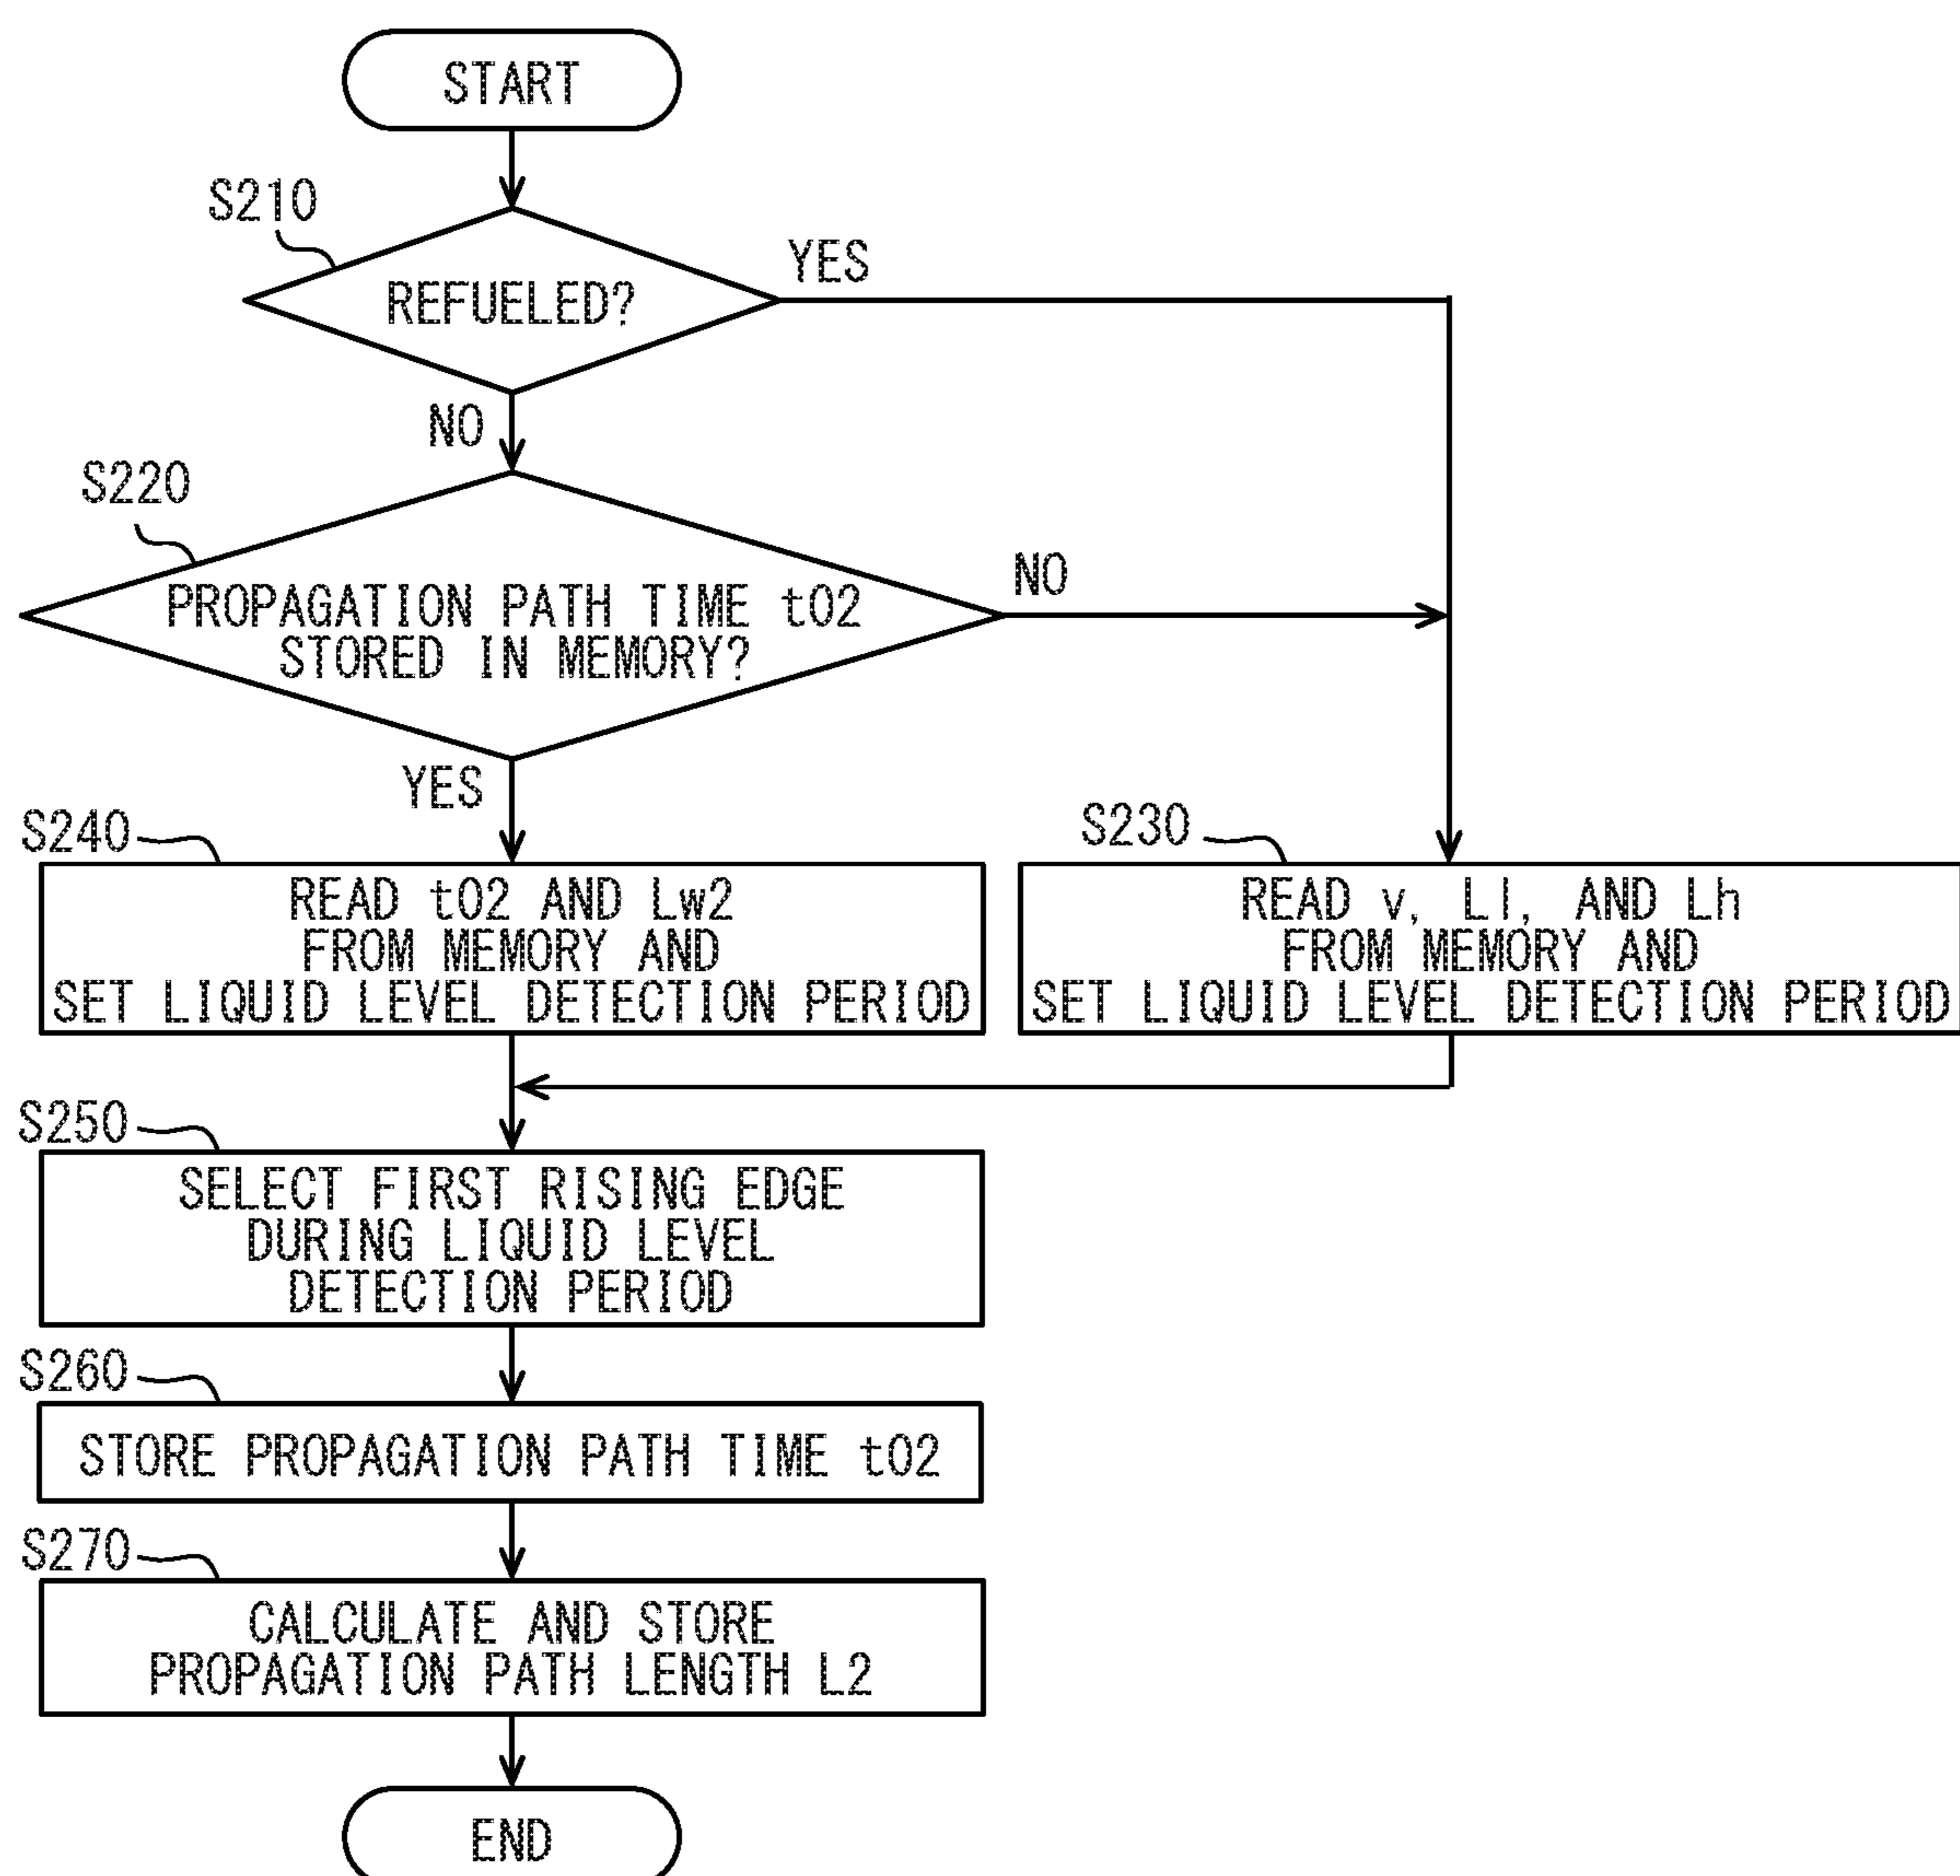 START
S210
REFUELED?
YES
NO
S220
PROPAGATION PATH TIME t02
STORED IN MEMORY?
NO
YES
S240
READ t02 AND Lw2
FROM MEMORY AND
SET LIQUID LEVEL DETECTION PERIOD
S230
READ v, Ll, AND Lh
FROM MEMORY AND
SET LIQUID LEVEL DETECTION PERIOD
S250
SELECT FIRST RISING EDGE
DURING LIQUID LEVEL
DETECTION PERIOD
S260
STORE PROPAGATION PATH TIME t02
S270
CALCULATE AND STORE
PROPAGATION PATH LENGTH L2
END